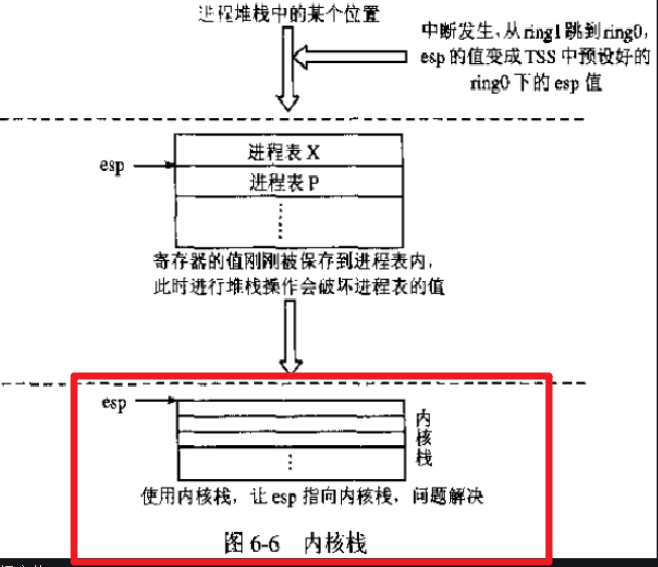 进程堆栈中的某个位置
中断发生,从ring1跳到ring0,
esp的值变成TSS中预设好的
ring0下的esp值
进程表X
esp
进程表P
寄存器的值刚刚被保存到进程表内,
此时进行堆栈操作会破坏进程表的值
esp
内核栈
使用内核栈,让esp指向内核栈,问题解决
图6-6 内核栈